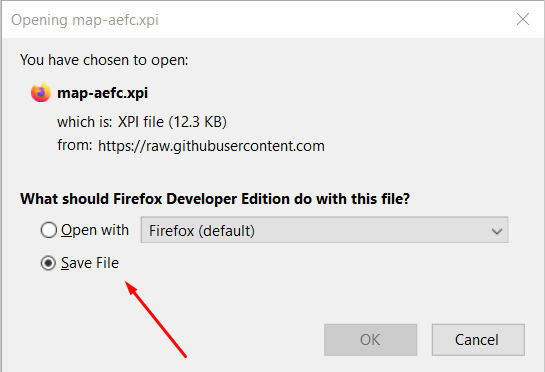 Opening map-aefc.xpi
You have chosen to open:
map-aefc.xpi
which is: XPI file (12.3 KB)
from: https://raw.githubusercontent.com
What should Firefox Developer Edition do with this file?
Open with Firefox (default)
Save File
OK Cancel